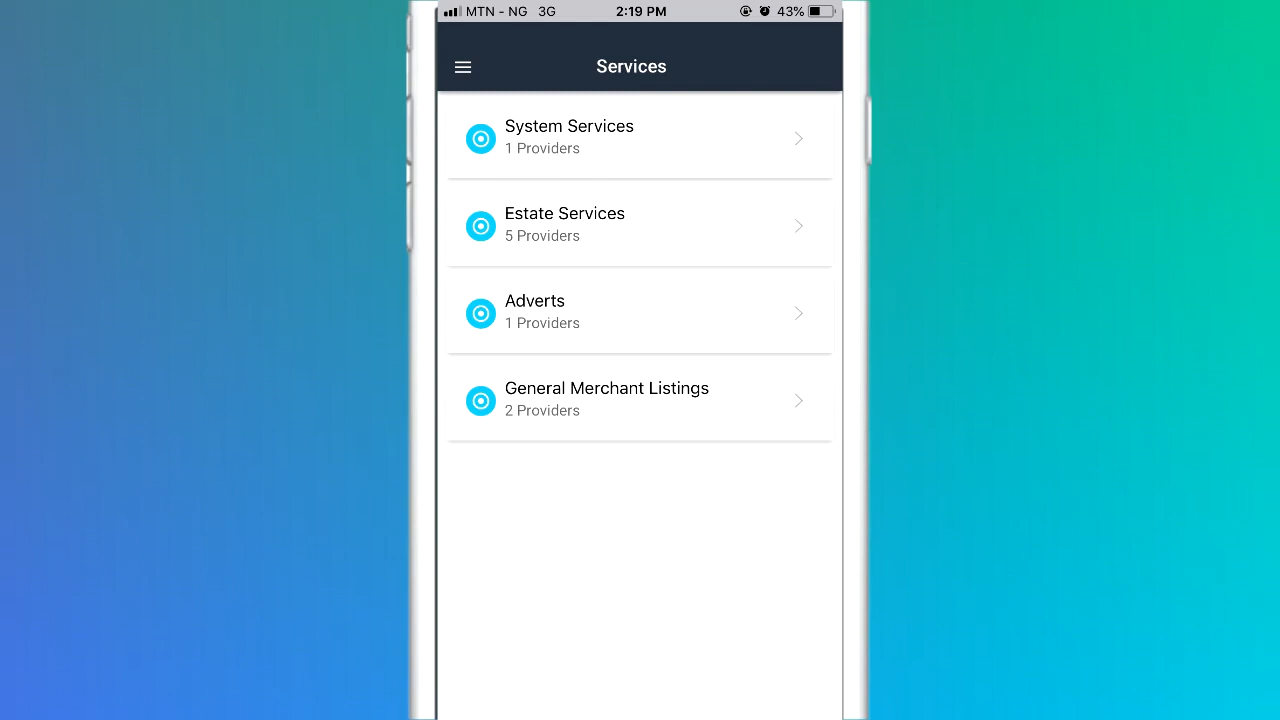 MTN - NG 3G 2:19 PM 43%
Services
System Services
1 Providers
Estate Services
5 Providers
Adverts
1 Providers
General Merchant Listings
2 Providers